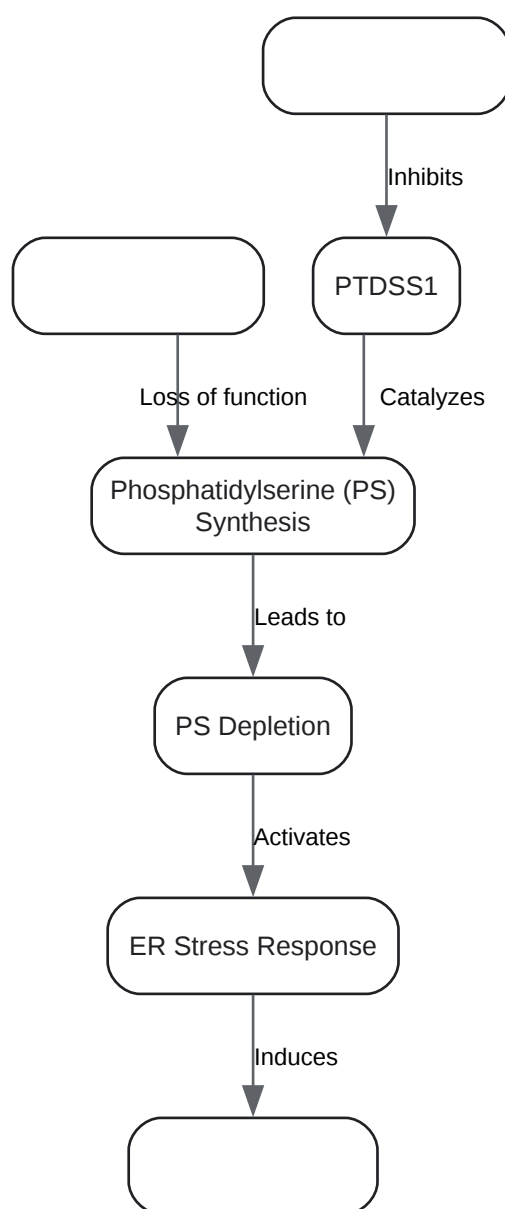 Inhibits
PTDSS1
Loss of function
Catalyzes
Phosphatidylserine (PS)
Synthesis
Leads to
PS Depletion
Activates
ER Stress Response
Induces